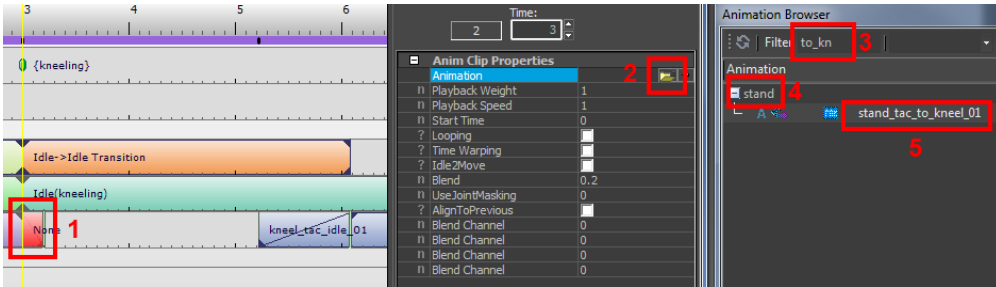 3 4 5 6
{kneeling}
Idle->Idle Transition
Idle(kneeling)
None 1 kneel_tac_idle_01
Time:
2 3
Anim Clip Properties
Animation 2
n Playback Weight 1
n Playback Speed 1
n Start Time 0
? Looping
? Time Warping
? Idle2Move
n Blend 0.2
n UseJointMasking 0
? AlignToPrevious
n Blend Channel 0
n Blend Channel 0
n Blend Channel 0
n Blend Channel 0
Animation Browser
Filter to_kn 3
Animation
stand 4
A stand_tac_to_kneel_01
5